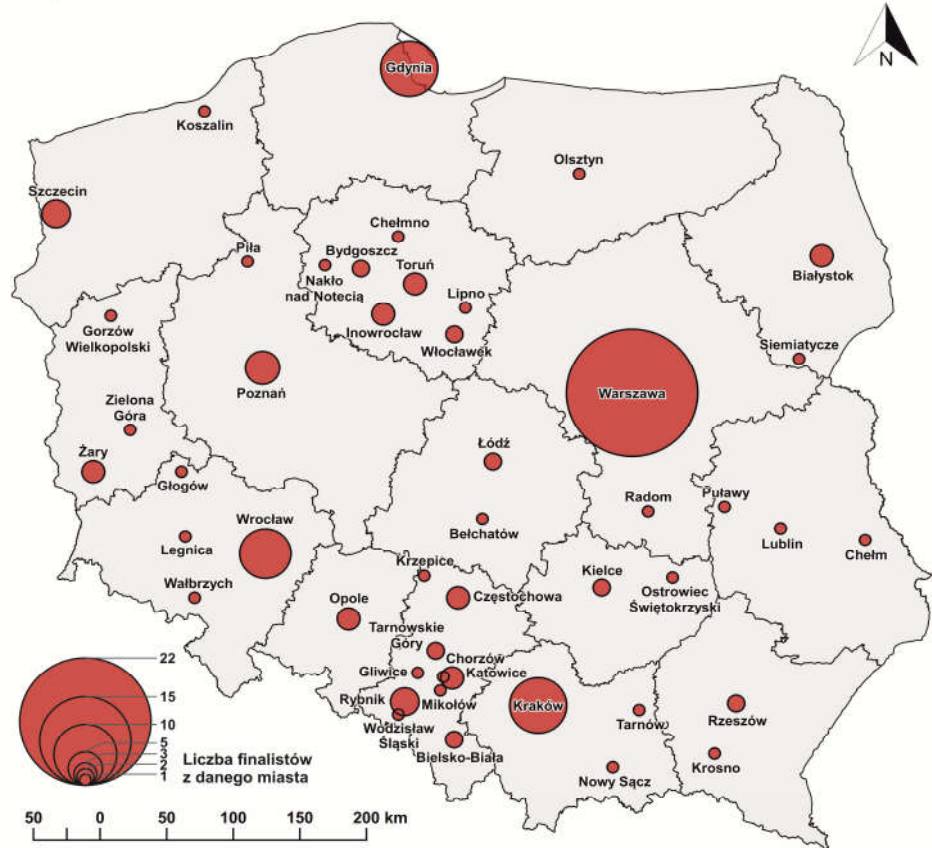 N
Gdynia
Koszalin
Olsztyn
Szczecin
Chełmno
Piła
Bydgoszcz
Toruń
Białystok
Nakło
nad Notecią
Lipno
Gorzów
Wielkopolski
Inowrocław
Włocławek
Siemiatycze
Poznań
Warszawa
Zielona
Góra
Żary
Łódź
Głogów
Radom
Puławy
Wrocław
Bełchatów
Lublin
Legnica
Chełm
Krzepice
Kielce
Wałbrzych
Ostrowiec
Świętokrzyski
Opole
Częstochowa
Tarnowskie
Góry
Chorzów
Gliwice
Katowice
Rybnik
Mikołów
Kraków
Tarnów
Rzeszów
Wodzisław
Śląski
Bielsko-Biała
Krosno
Nowy Sącz
22
15
10
5
3
2
1
Liczba finalistów
z danego miasta
50 0 50 100 150 200 km